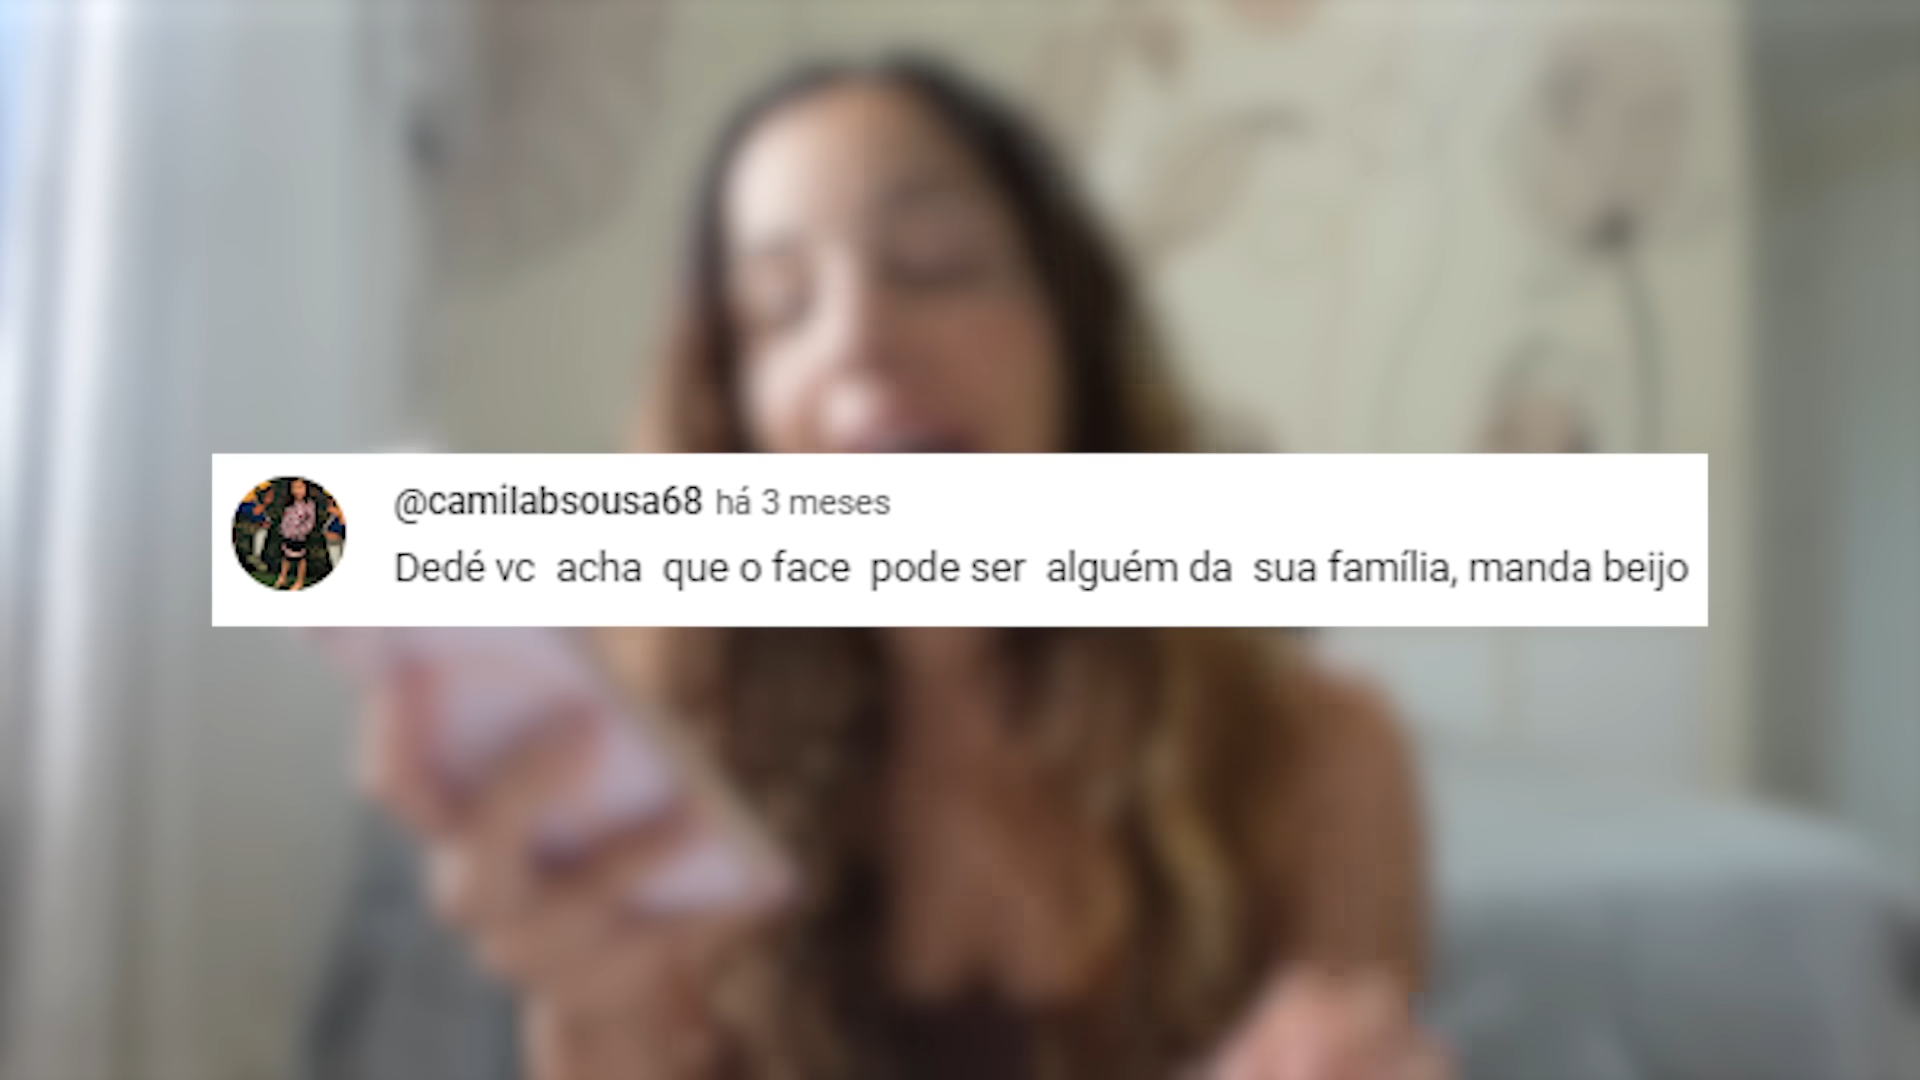 @camilabsousa68 há 3 meses
Dedé vc acha que o face pode ser alguém da sua família, manda beijo